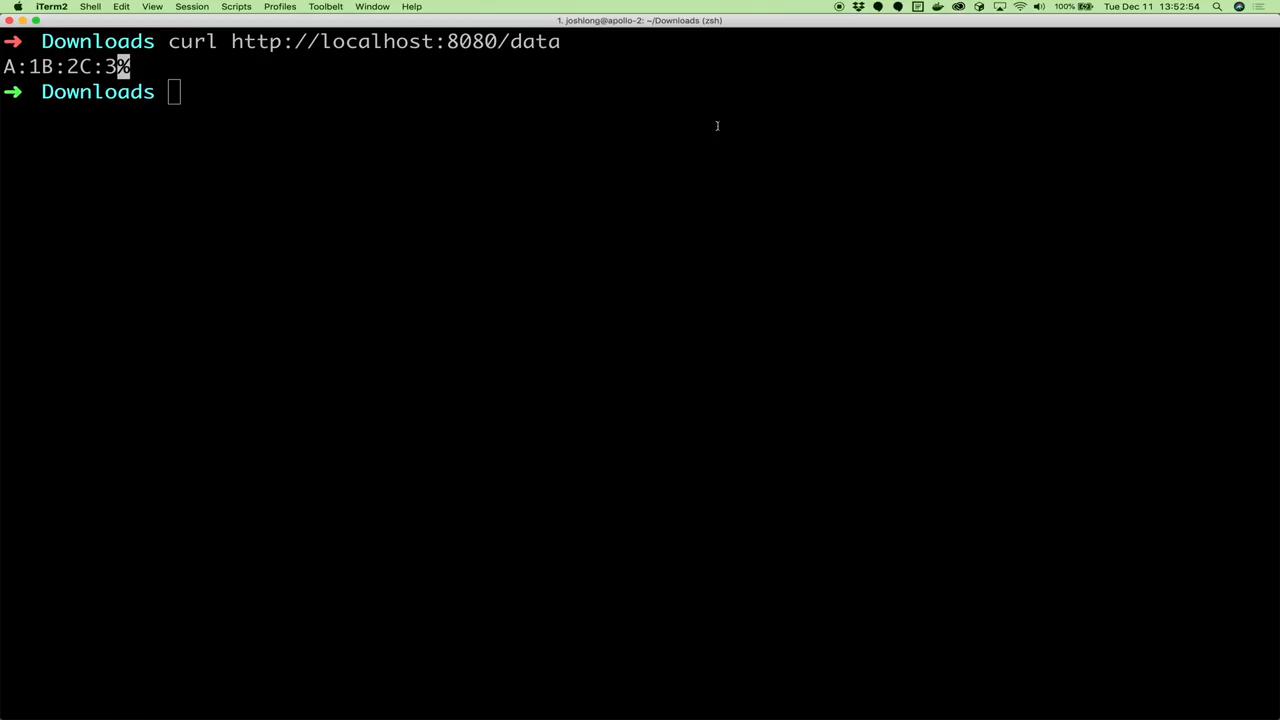 iTerm2 Shell Edit View Session Scripts Profiles Toolbelt Window Help 100% Tue Dec 11 13:52:54
1. joshlong@apollo-2: ~/Downloads (zsh)
➜ Downloads curl http://localhost:8080/data
A:1B:2C:3%
➜ Downloads